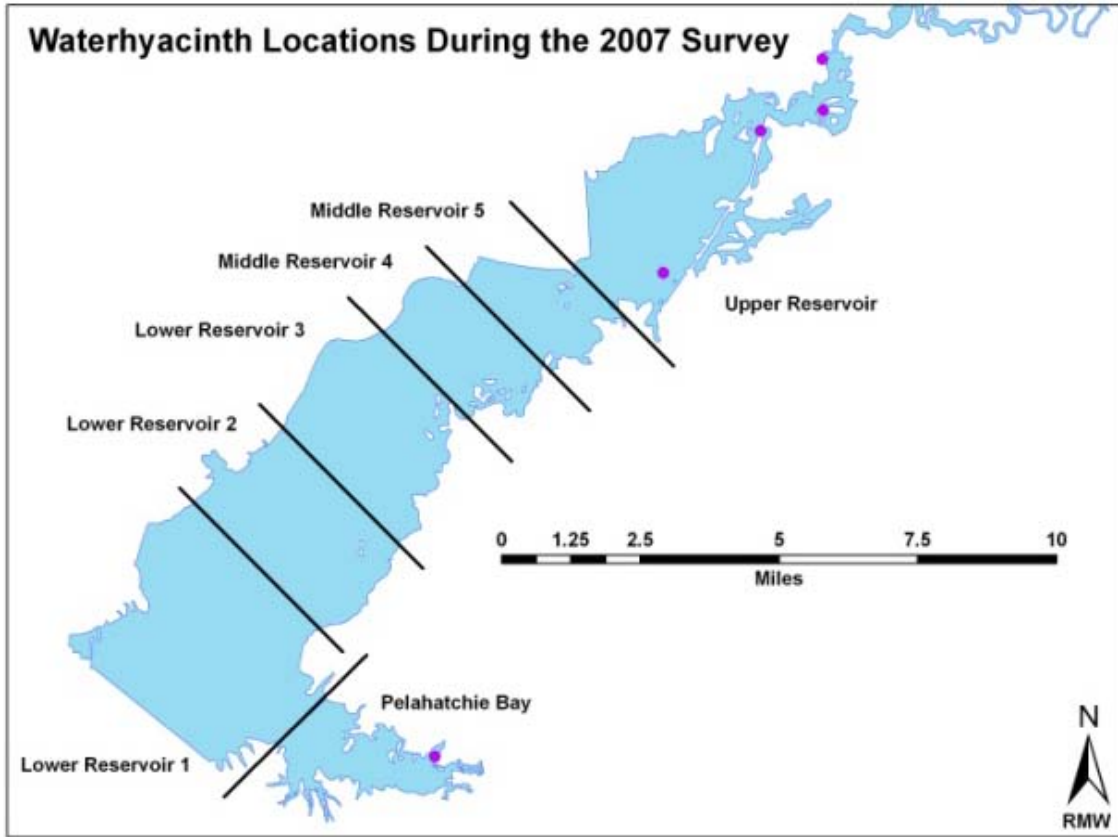 Waterhyacinth Locations During the 2007 Survey
Middle Reservoir 5
Middle Reservoir 4
Upper Reservoir
Lower Reservoir 3
Lower Reservoir 2
0 1.25 2.5 5 7.5 10
Miles
Pelahatchie Bay
Lower Reservoir 1
N
RMW